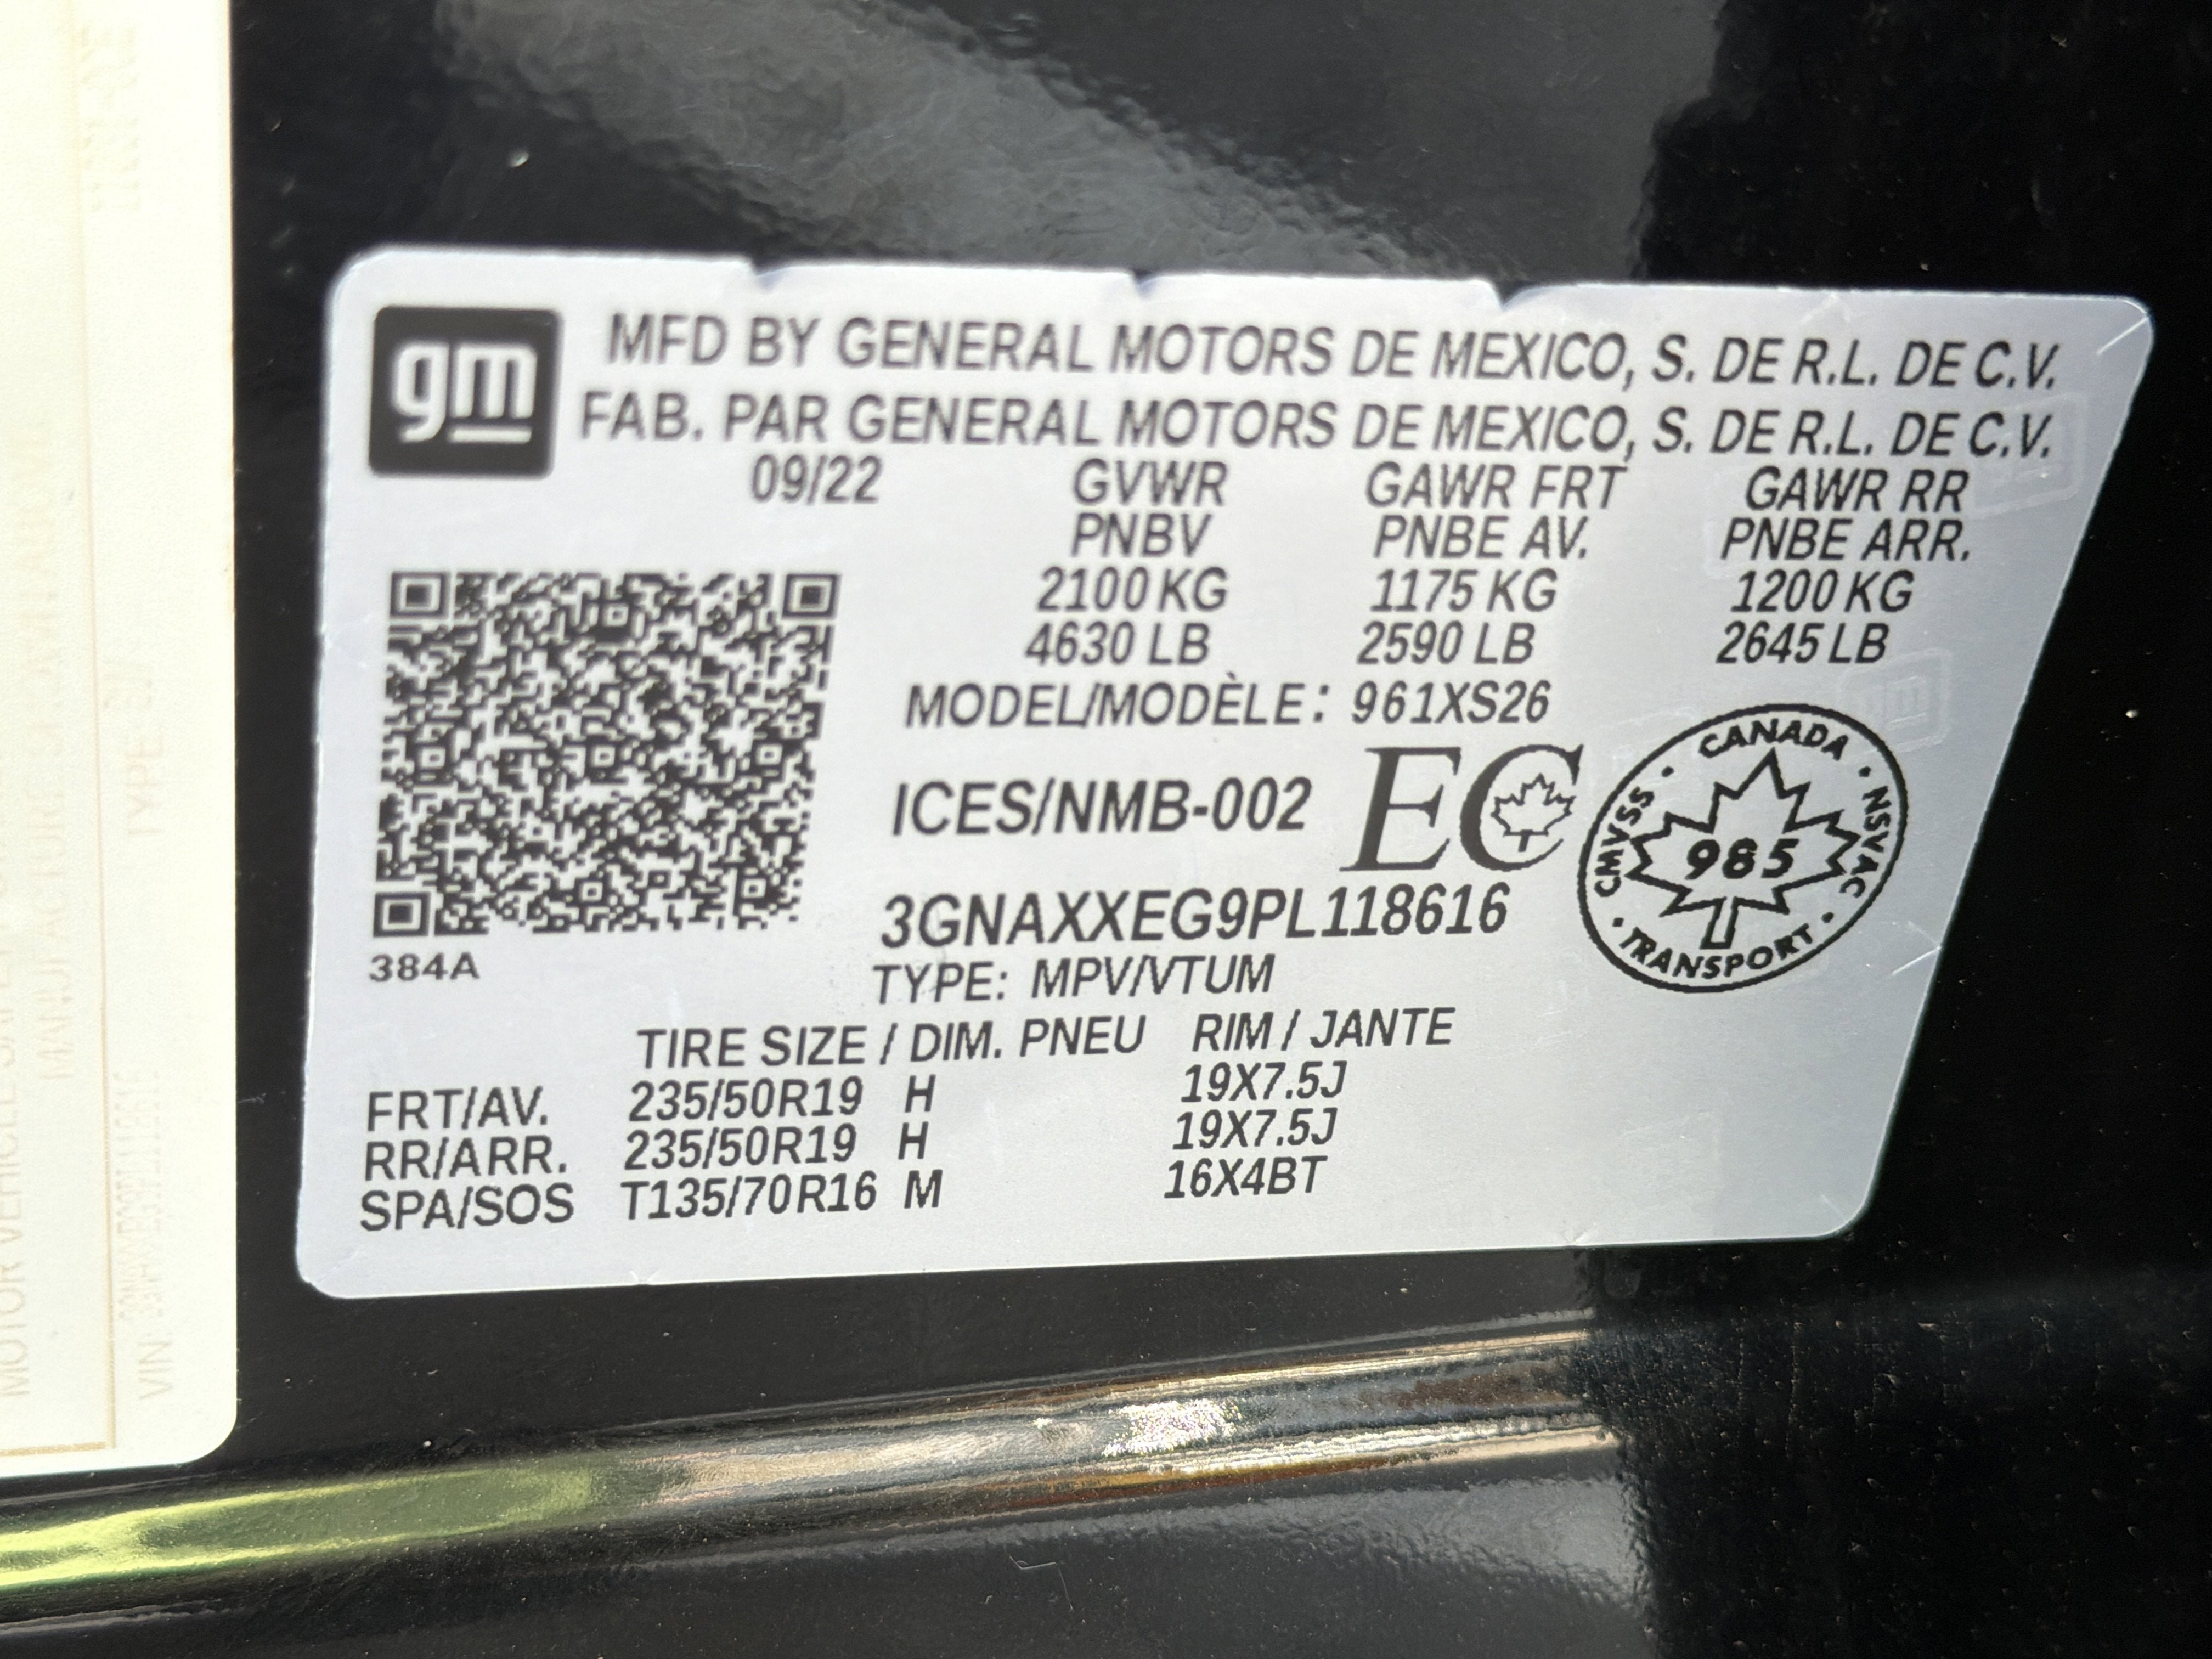 gm
MFD BY GENERAL MOTORS DE MEXICO, S. DE R.L. DE C.V.
FAB. PAR GENERAL MOTORS DE MEXICO, S. DE R.L. DE C.V.
09/22 GVWR GAWR FRT GAWR RR
PNBV PNBE AV. PNBE ARR.
2100 KG 1175 KG 1200 KG
4630 LB 2590 LB 2645 LB
MODEL/MODÈLE: 961XS26
ICES/NMB-002 EC
CANADA
CMVSS · NSVAC
985
TRANSPORT
3GNAXXEG9PL118616
384A
TYPE: MPV/VTUM
TIRE SIZE / DIM. PNEU RIM / JANTE
FRT/AV. 235/50R19 H 19X7.5J
RR/ARR. 235/50R19 H 19X7.5J
SPA/SOS T135/70R16 M 16X4BT
MOTOR VEHICLE
VIN:
TYPE: